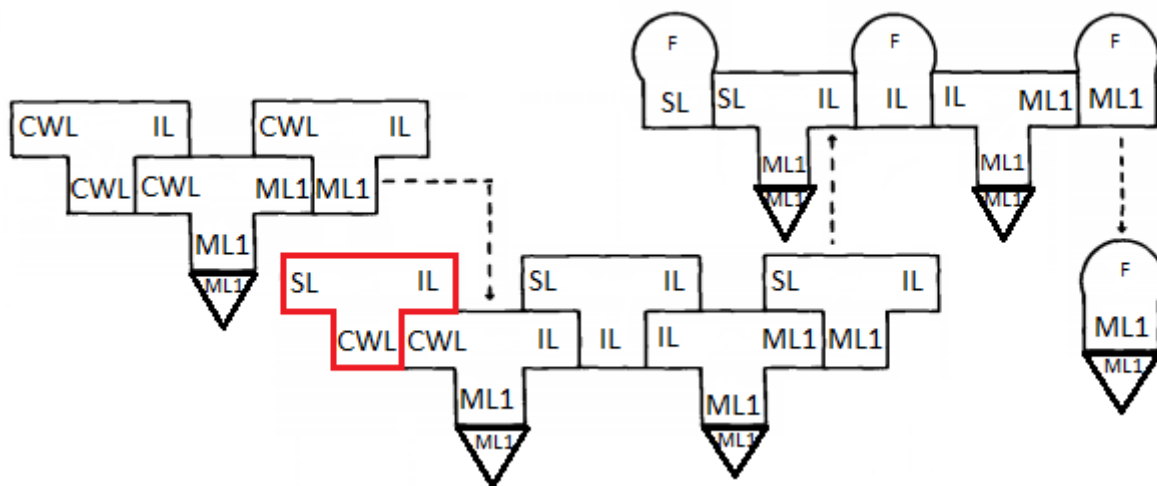 F F F
SL SL IL IL IL ML1 ML1
CWL IL CWL IL
ML1 ML1
CWL CWL ML1 ML1
ML1 ML1
ML1
ML1
F
SL IL SL IL SL IL
CWL CWL IL IL IL ML1 ML1
ML1
ML1
ML1 ML1
ML1 ML1